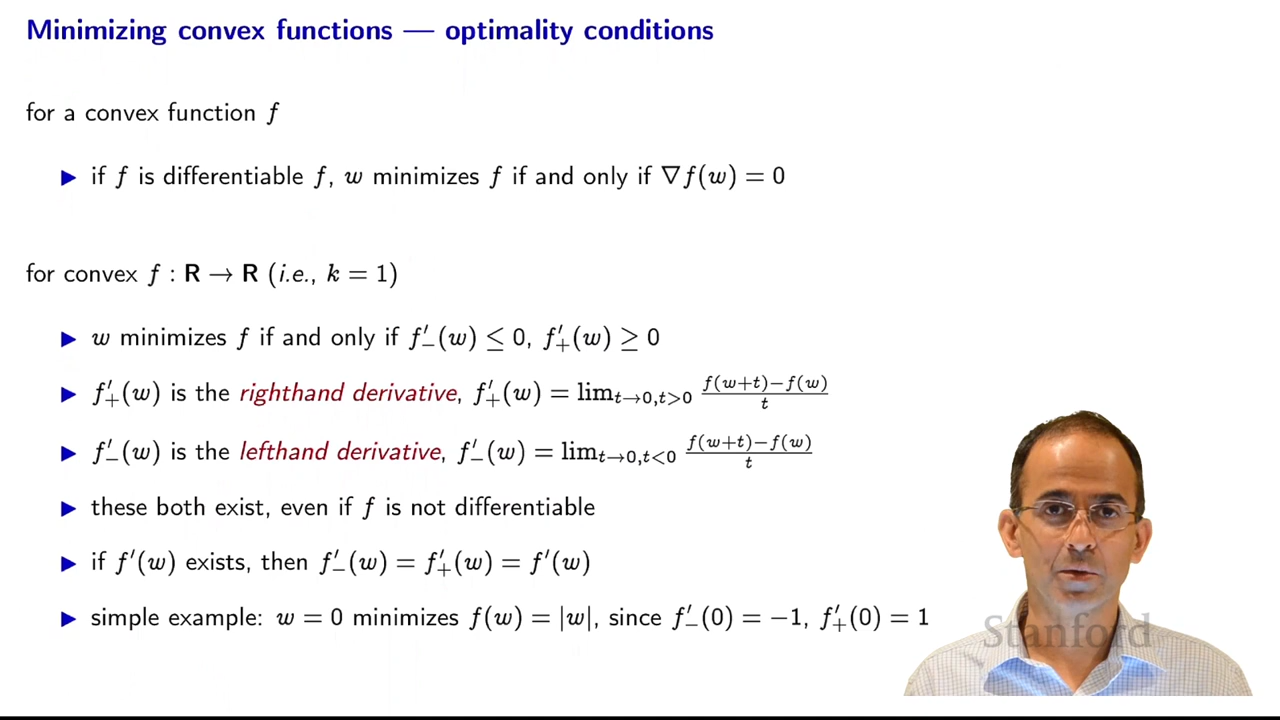 Minimizing convex functions — optimality conditions
for a convex function f
▶ if f is differentiable f, w minimizes f if and only if ∇f(w) = 0
for convex f : R → R (i.e., k = 1)
▶ w minimizes f if and only if f′₋(w) ≤ 0, f′₊(w) ≥ 0
▶ f′₊(w) is the righthand derivative, f′₊(w) = lim_{t→0,t>0} \frac{f(w+t)−f(w)}{t}
▶ f′₋(w) is the lefthand derivative, f′₋(w) = lim_{t→0,t<0} \frac{f(w+t)−f(w)}{t}
▶ these both exist, even if f is not differentiable
▶ if f′(w) exists, then f′₋(w) = f′₊(w) = f′(w)
▶ simple example: w = 0 minimizes f(w) = |w|, since f′₋(0) = −1, f′₊(0) = 1
Stanford